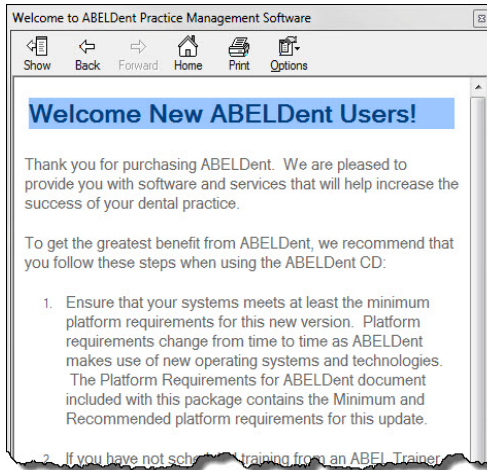 Welcome to ABELDent Practice Management Software
Show Back Forward Home Print Options
Welcome New ABELDent Users!
Thank you for purchasing ABELDent. We are pleased to
provide you with software and services that will help increase the
success of your dental practice.
To get the greatest benefit from ABELDent, we recommend that
you follow these steps when using the ABELDent CD:
1. Ensure that your systems meets at least the minimum
platform requirements for this new version. Platform
requirements change from time to time as ABELDent
makes use of new operating systems and technologies.
The Platform Requirements for ABELDent document
included with this package contains the Minimum and
Recommended platform requirements for this update.
2. If you have not scheduled training from an ABEL Trainer